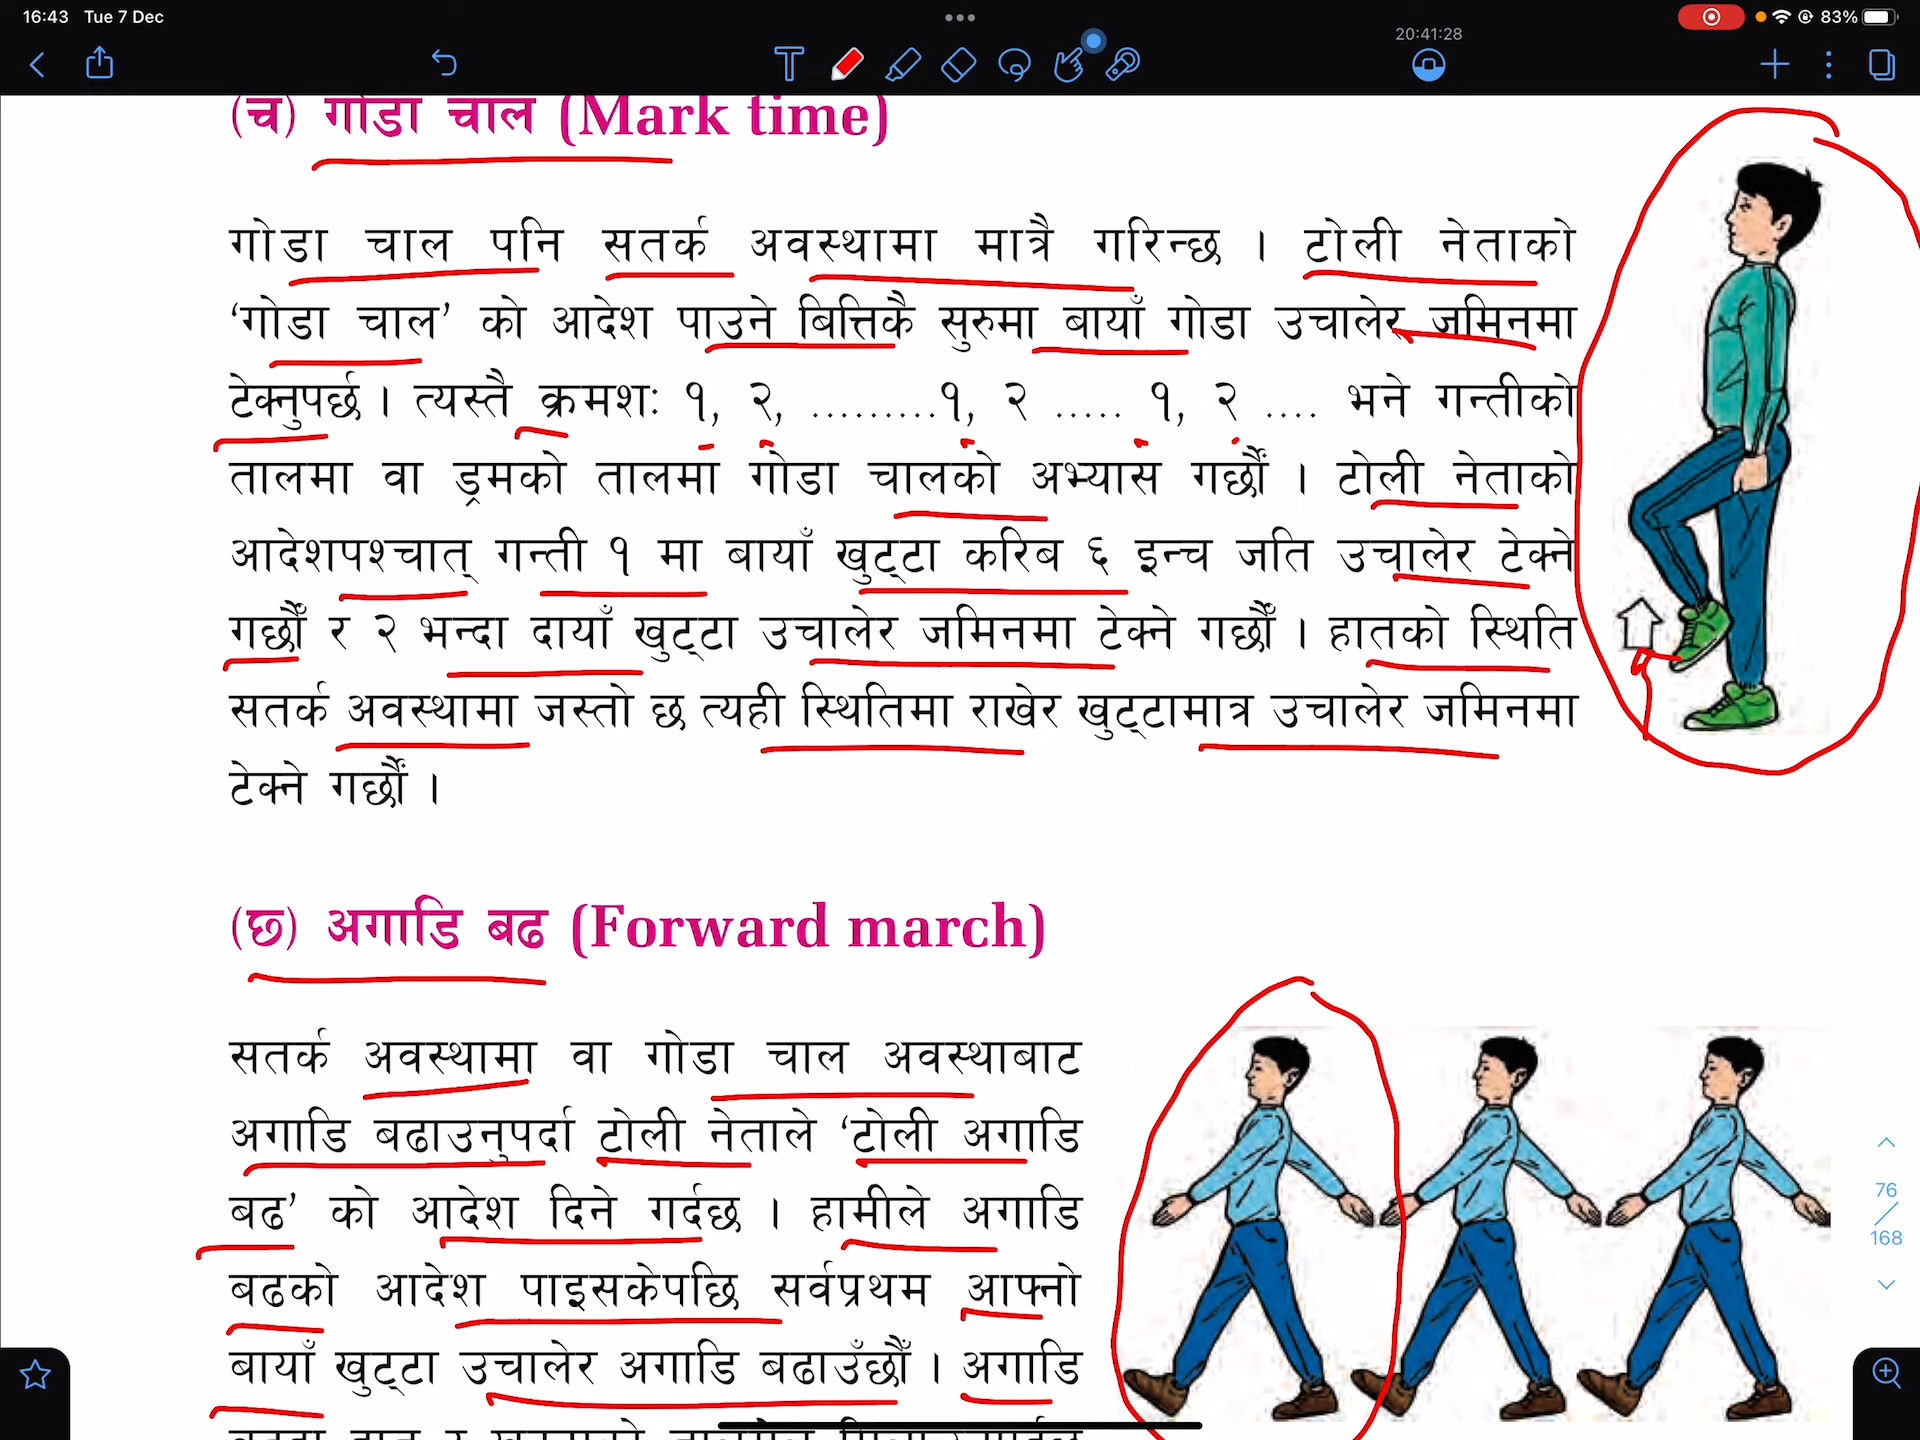 16:43 Tue 7 Dec
83%
20:41:28
(च) गोडा चाल (Mark time)
गोडा चाल पनि सतर्क अवस्थामा मात्रै गरिन्छ । टोली नेताको
‘गोडा चाल’ को आदेश पाउने बित्तिकै सुरुमा बायाँ गोडा उचालेर जमिनमा
टेक्नुपर्छ । त्यस्तै क्रमशः १, २, .........१, २ ..... १, २ .... भने गन्तीको
तालमा वा ड्रमको तालमा गोडा चालको अभ्यास गर्छौं । टोली नेताको
आदेशपश्चात् गन्ती १ मा बायाँ खुट्टा करिब ६ इन्च जति उचालेर टेक्ने
गर्छौं र २ भन्दा दायाँ खुट्टा उचालेर जमिनमा टेक्ने गर्छौं । हातको स्थिति
सतर्क अवस्थामा जस्तो छ त्यही स्थितिमा राखेर खुट्टामात्र उचालेर जमिनमा
टेक्ने गर्छौं ।
(छ) अगाडि बढ (Forward march)
सतर्क अवस्थामा वा गोडा चाल अवस्थाबाट
अगाडि बढाउनुपर्दा टोली नेताले ‘टोली अगाडि
बढ’ को आदेश दिने गर्दछ । हामीले अगाडि
बढको आदेश पाइसकेपछि सर्वप्रथम आफ्नो
बायाँ खुट्टा उचालेर अगाडि बढाउँछौँ । अगाडि
76
168